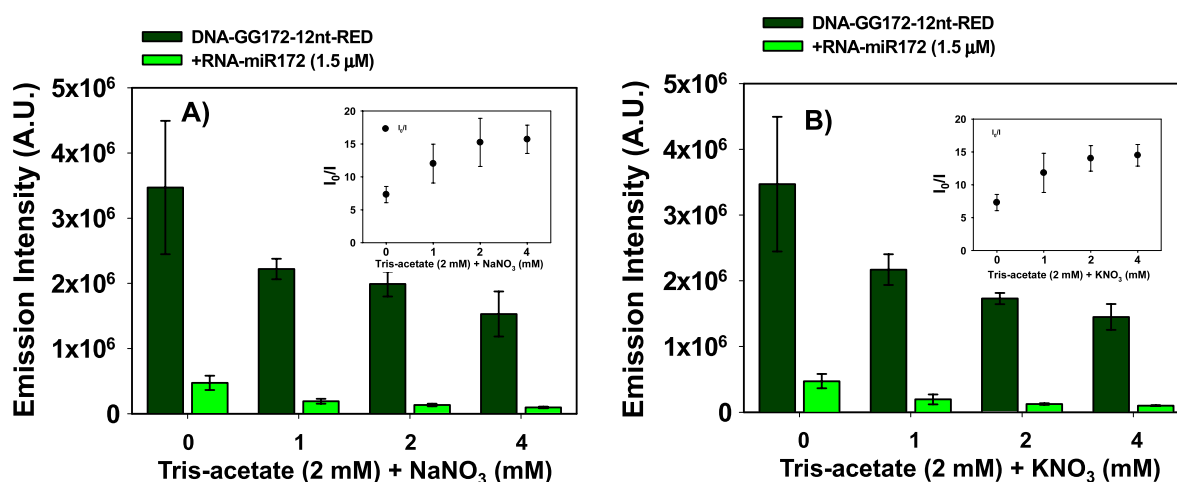 DNA-GG172-12nt-RED
+RNA-miR172 (1.5 μM)
A)
Emission Intensity (A.U.)
5x10⁶
4x10⁶
3x10⁶
2x10⁶
1x10⁶
0
0 1 2 4
Tris-acetate (2 mM) + NaNO₃ (mM)
I₀/I
I₀/I
20
15
10
5
0
0 1 2 4
Tris-acetate (2 mM) + NaNO₃ (mM)
DNA-GG172-12nt-RED
+RNA-miR172 (1.5 μM)
B)
Emission Intensity (A.U.)
5x10⁶
4x10⁶
3x10⁶
2x10⁶
1x10⁶
0
0 1 2 4
Tris-acetate (2 mM) + KNO₃ (mM)
I₀/I
I₀/I
20
15
10
5
0
0 1 2 4
Tris-acetate (2 mM) + KNO₃ (mM)